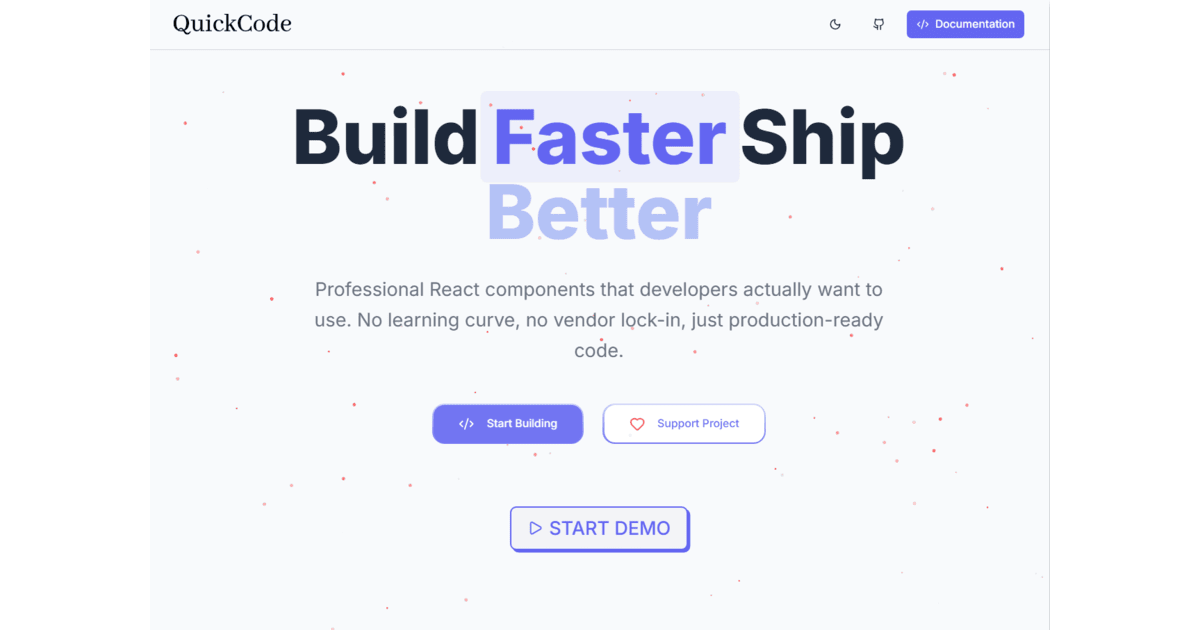 QuickCode
Documentation
Build Faster Ship
Better
Professional React components that developers actually want to
use. No learning curve, no vendor lock-in, just production-ready
code.
Start Building
Support Project
START DEMO